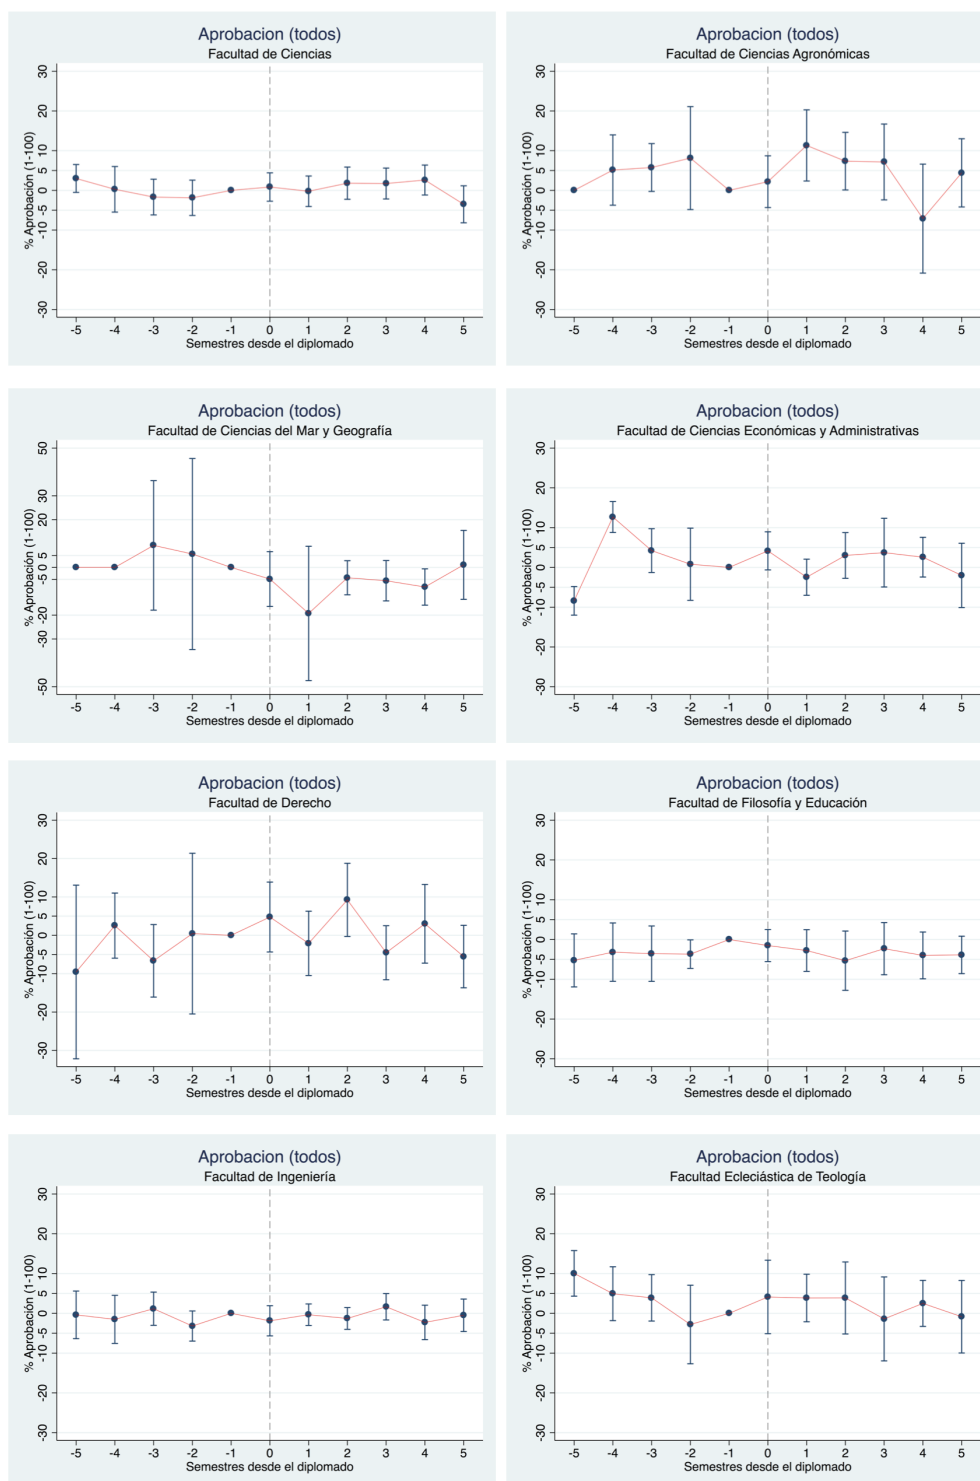 Aprobacion (todos)
Facultad de Ciencias
30
20
10
5
0
-5
-10
-20
-30
% Aprobación (1-100)
-5 -4 -3 -2 -1 0 1 2 3 4 5
Semestres desde el diplomado
Aprobacion (todos)
Facultad de Ciencias Agronómicas
30
20
10
5
0
-5
-10
-20
-30
% Aprobación (1-100)
-5 -4 -3 -2 -1 0 1 2 3 4 5
Semestres desde el diplomado
Aprobacion (todos)
Facultad de Ciencias del Mar y Geografía
50
30
20
5
0
-5
-20
-30
-50
% Aprobación (1-100)
-5 -4 -3 -2 -1 0 1 2 3 4 5
Semestres desde el diplomado
Aprobacion (todos)
Facultad de Ciencias Económicas y Administrativas
30
20
10
5
0
-5
-10
-20
-30
% Aprobación (1-100)
-5 -4 -3 -2 -1 0 1 2 3 4 5
Semestres desde el diplomado
Aprobacion (todos)
Facultad de Derecho
30
20
10
5
0
-5
-10
-20
-30
% Aprobación (1-100)
-5 -4 -3 -2 -1 0 1 2 3 4 5
Semestres desde el diplomado
Aprobacion (todos)
Facultad de Filosofía y Educación
30
20
10
5
0
-5
-10
-20
-30
% Aprobación (1-100)
-5 -4 -3 -2 -1 0 1 2 3 4 5
Semestres desde el diplomado
Aprobacion (todos)
Facultad de Ingeniería
30
20
10
5
0
-5
-10
-20
-30
% Aprobación (1-100)
-5 -4 -3 -2 -1 0 1 2 3 4 5
Semestres desde el diplomado
Aprobacion (todos)
Facultad Ecleciástica de Teología
30
20
10
5
0
-5
-10
-20
-30
% Aprobación (1-100)
-5 -4 -3 -2 -1 0 1 2 3 4 5
Semestres desde el diplomado